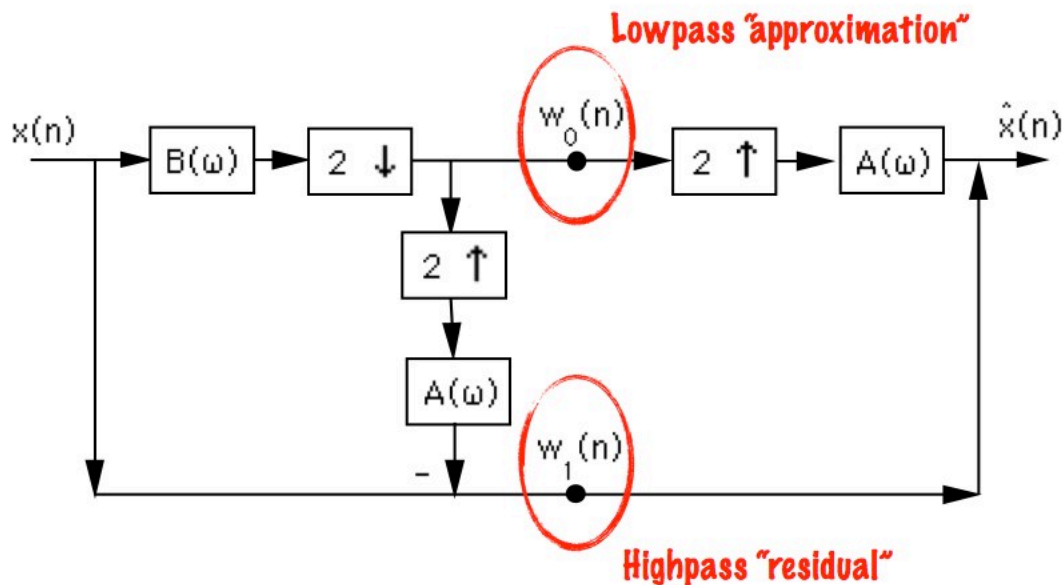 Lowpass "approximation"
x(n)
B(ω)
2 ↓
w₀(n)
2 ↑
A(ω)
x̂(n)
2 ↑
A(ω)
-
w₁(n)
Highpass "residual"